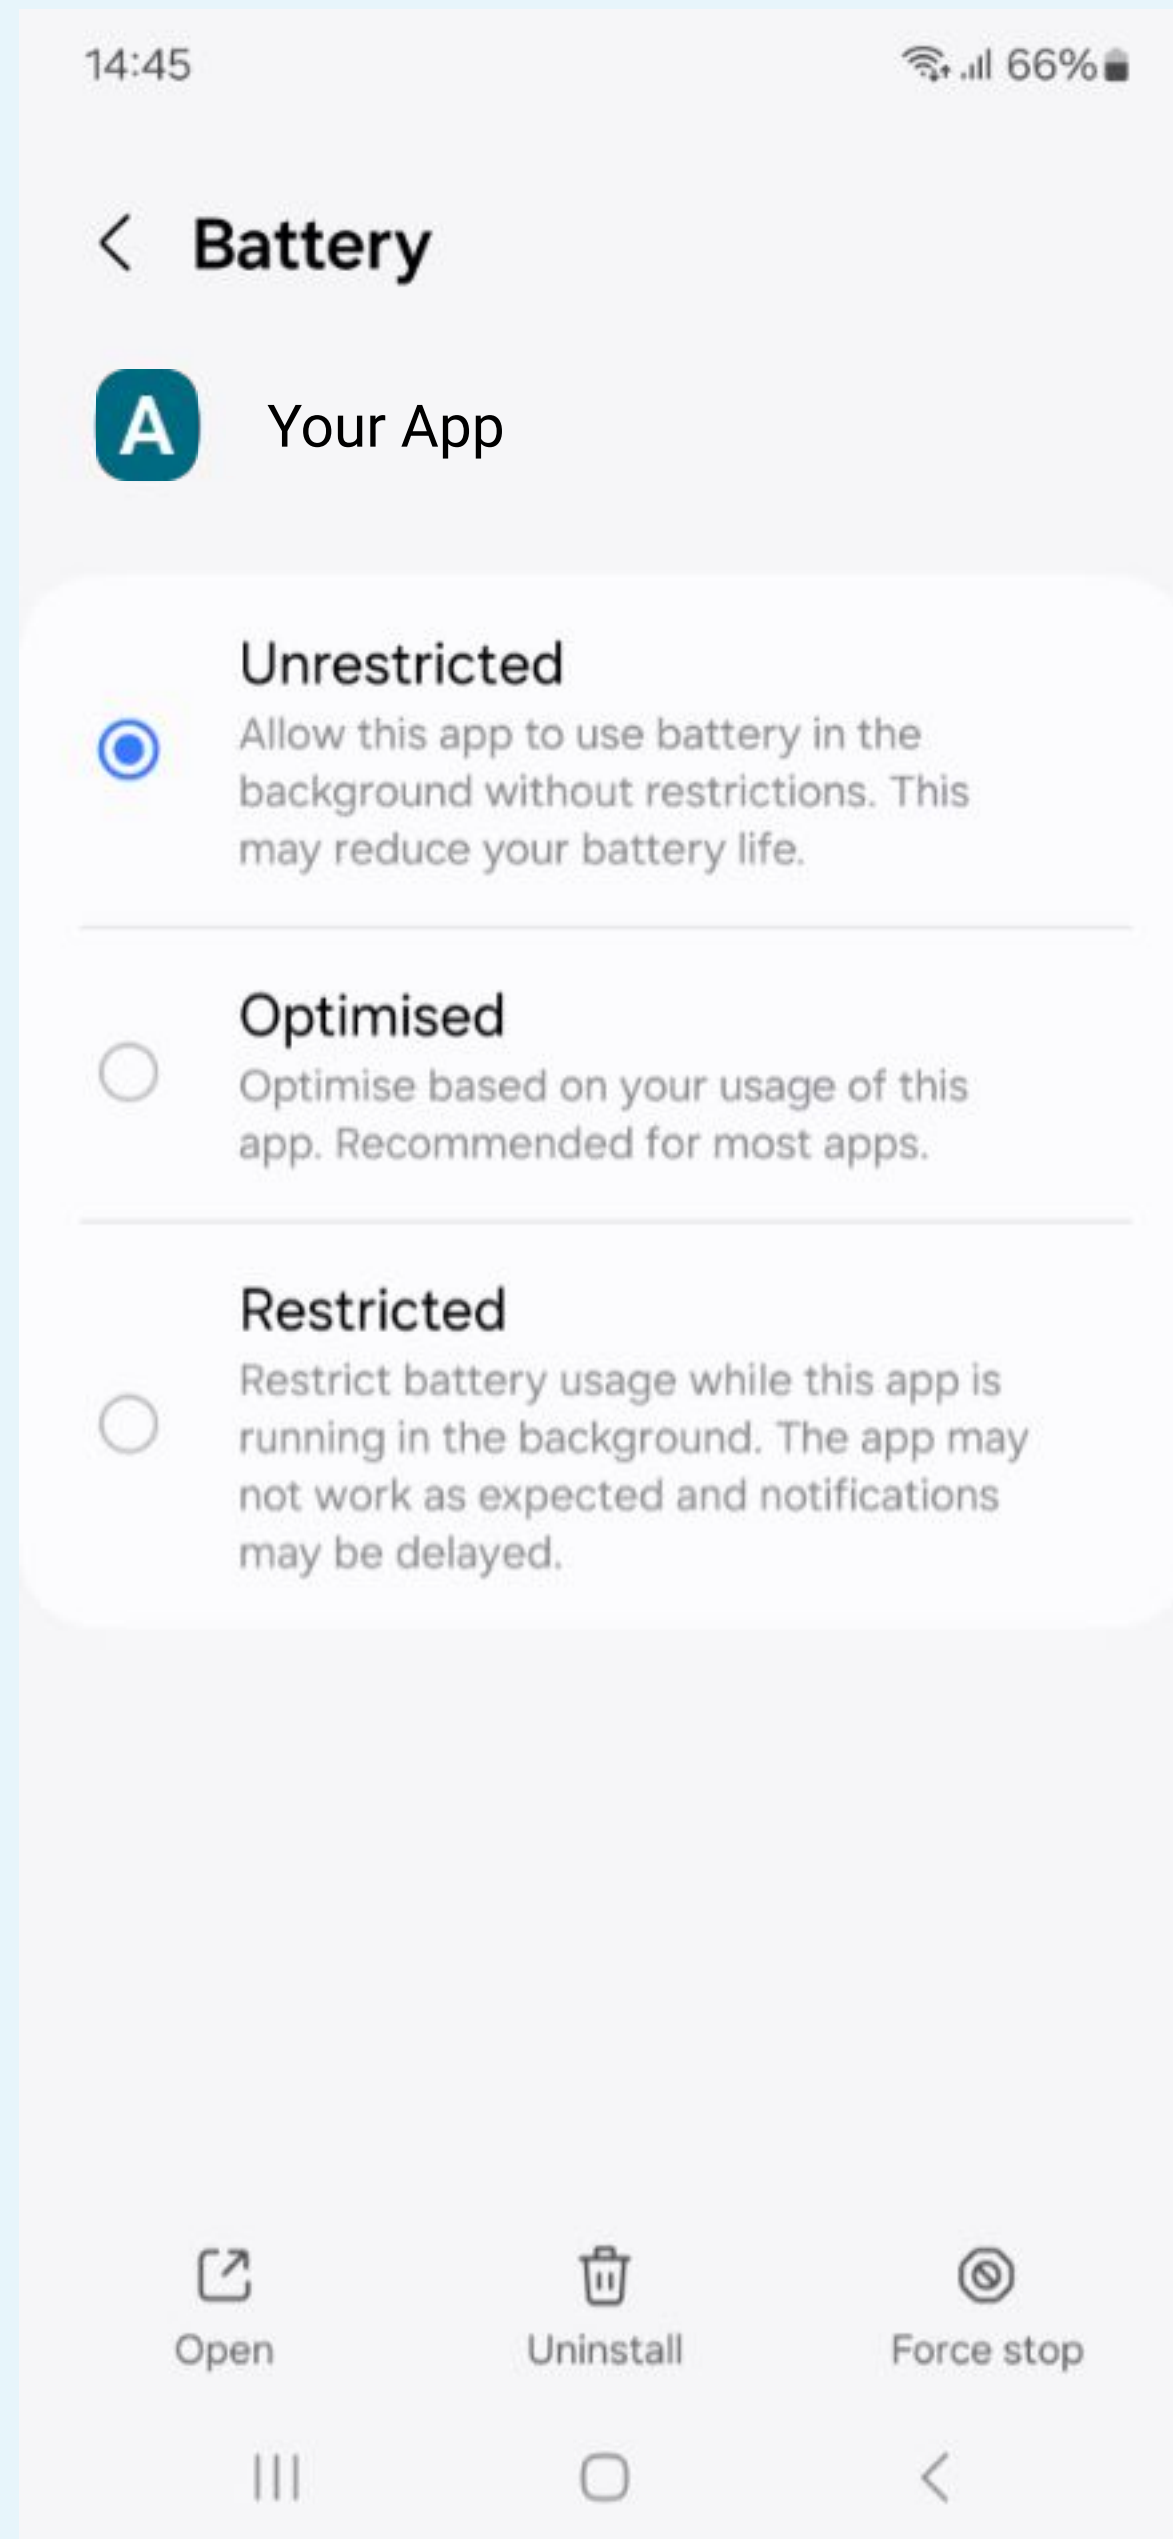 14:45
66%
Battery
A
Your App
Unrestricted
Allow this app to use battery in the
background without restrictions. This
may reduce your battery life.
Optimised
Optimise based on your usage of this
app. Recommended for most apps.
Restricted
Restrict battery usage while this app is
running in the background. The app may
not work as expected and notifications
may be delayed.
Open
Uninstall
Force stop